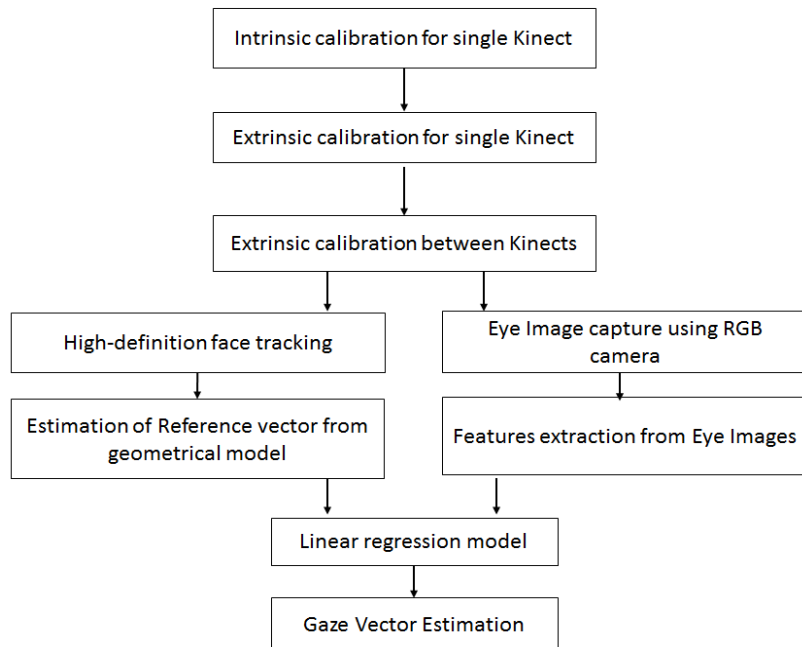 Intrinsic calibration for single Kinect
Extrinsic calibration for single Kinect
Extrinsic calibration between Kinects
High-definition face tracking
Eye Image capture using RGB
camera
Estimation of Reference vector from
geometrical model
Features extraction from Eye Images
Linear regression model
Gaze Vector Estimation